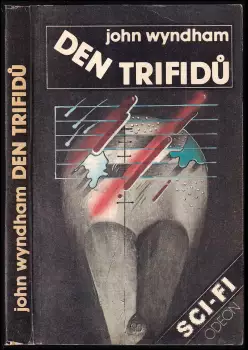 john wyndham DEN TRIFIDŮ
john wyndham
DEN TRIFIDŮ
SCI-FI
ODEON